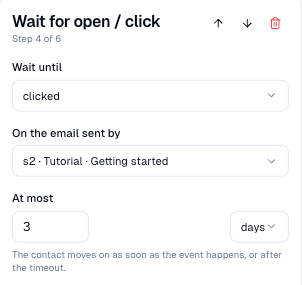 Wait for open / click
Step 4 of 6
Wait until
clicked
On the email sent by
s2 · Tutorial · Getting started
At most
3
days
The contact moves on as soon as the event happens, or after
the timeout.